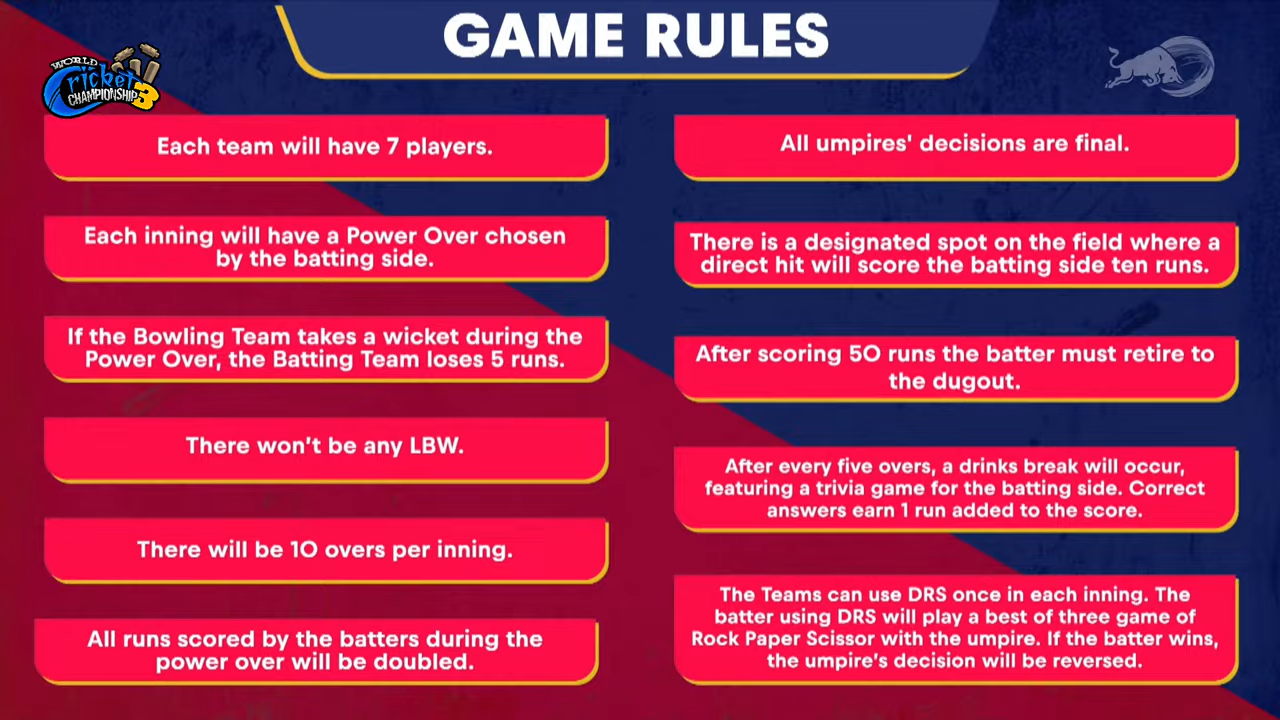 GAME RULES
WORLD
Cricket
CHAMPIONSHIP 3
Each team will have 7 players.
Each inning will have a Power Over chosen
by the batting side.
If the Bowling Team takes a wicket during the
Power Over, the Batting Team loses 5 runs.
There won't be any LBW.
There will be 10 overs per inning.
All runs scored by the batters during the
power over will be doubled.
All umpires' decisions are final.
There is a designated spot on the field where a
direct hit will score the batting side ten runs.
After scoring 50 runs the batter must retire to
the dugout.
After every five overs, a drinks break will occur,
featuring a trivia game for the batting side. Correct
answers earn 1 run added to the score.
The Teams can use DRS once in each inning. The
batter using DRS will play a best of three game of
Rock Paper Scissor with the umpire. If the batter wins,
the umpire's decision will be reversed.